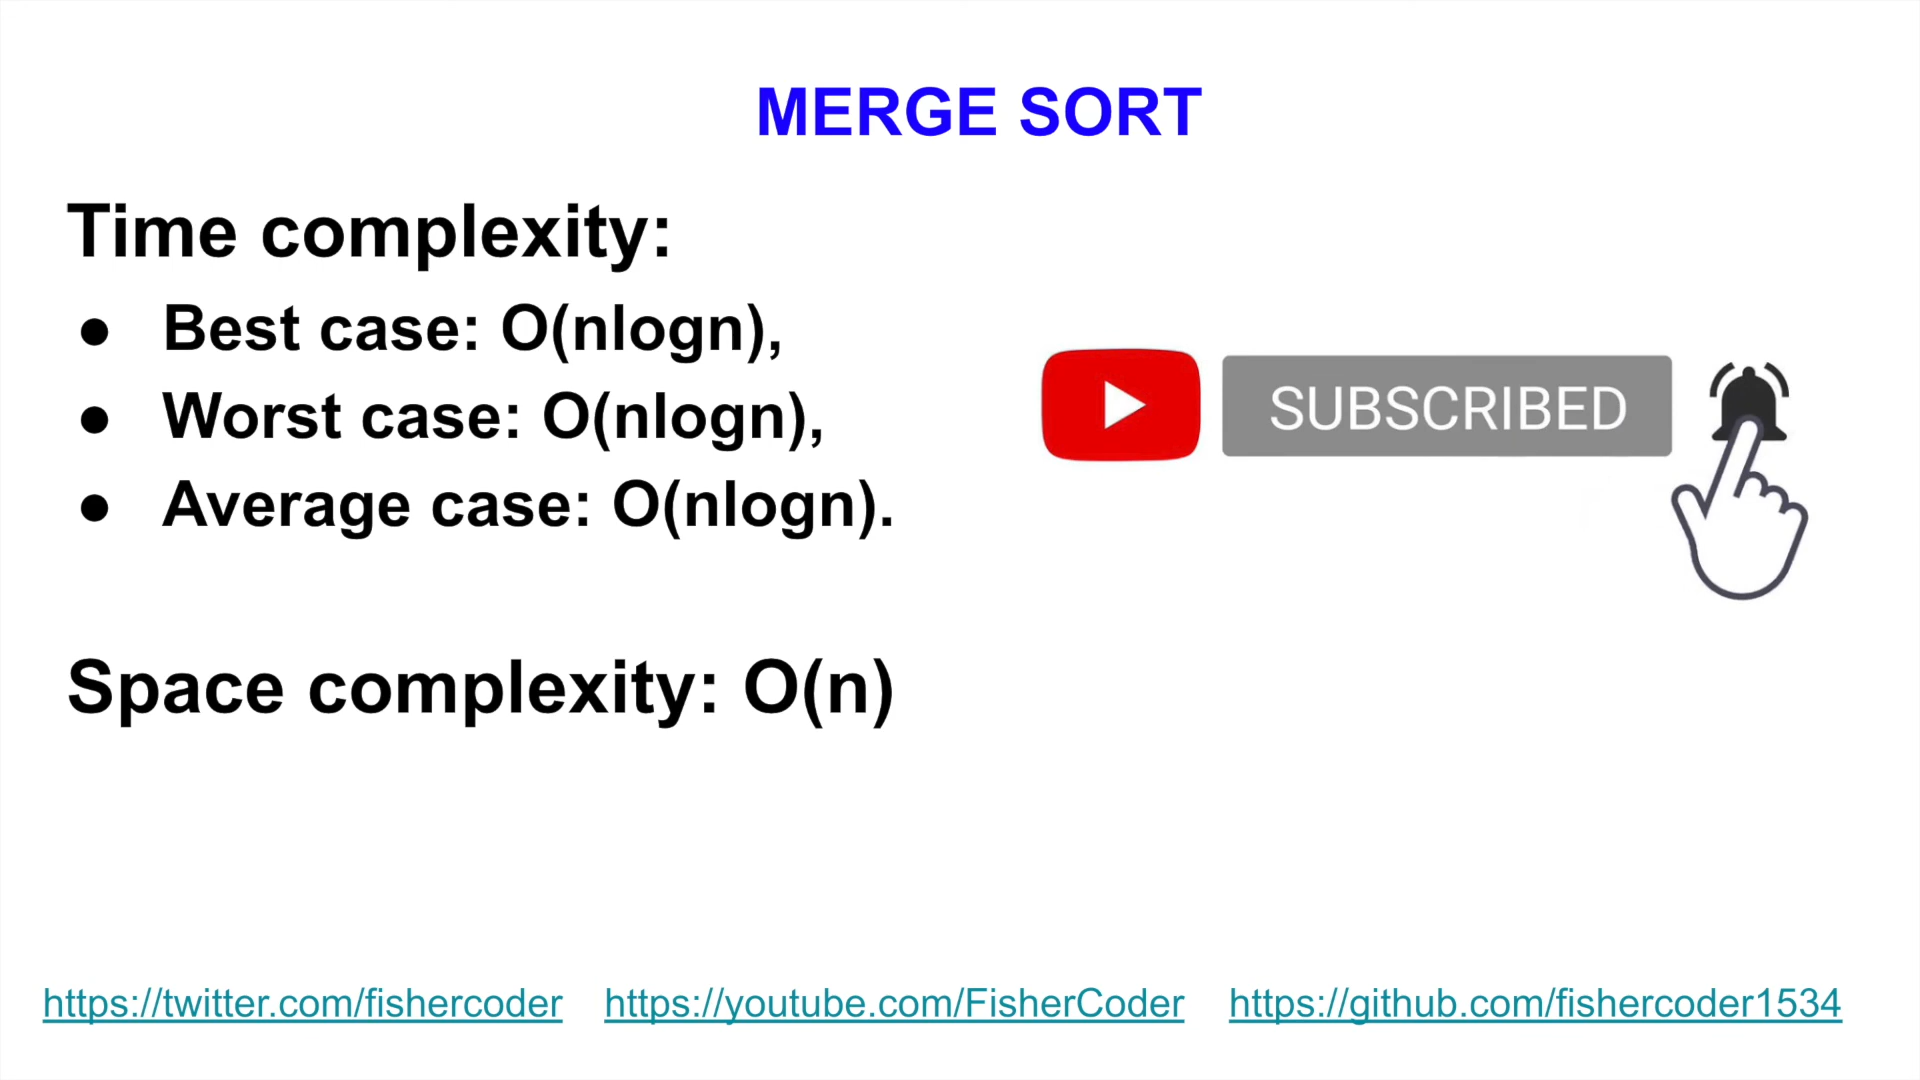 MERGE SORT
Time complexity:
● Best case: O(nlogn),
● Worst case: O(nlogn),
● Average case: O(nlogn).
SUBSCRIBED
Space complexity: O(n)
https://twitter.com/fishercoder https://youtube.com/FisherCoder https://github.com/fishercoder1534